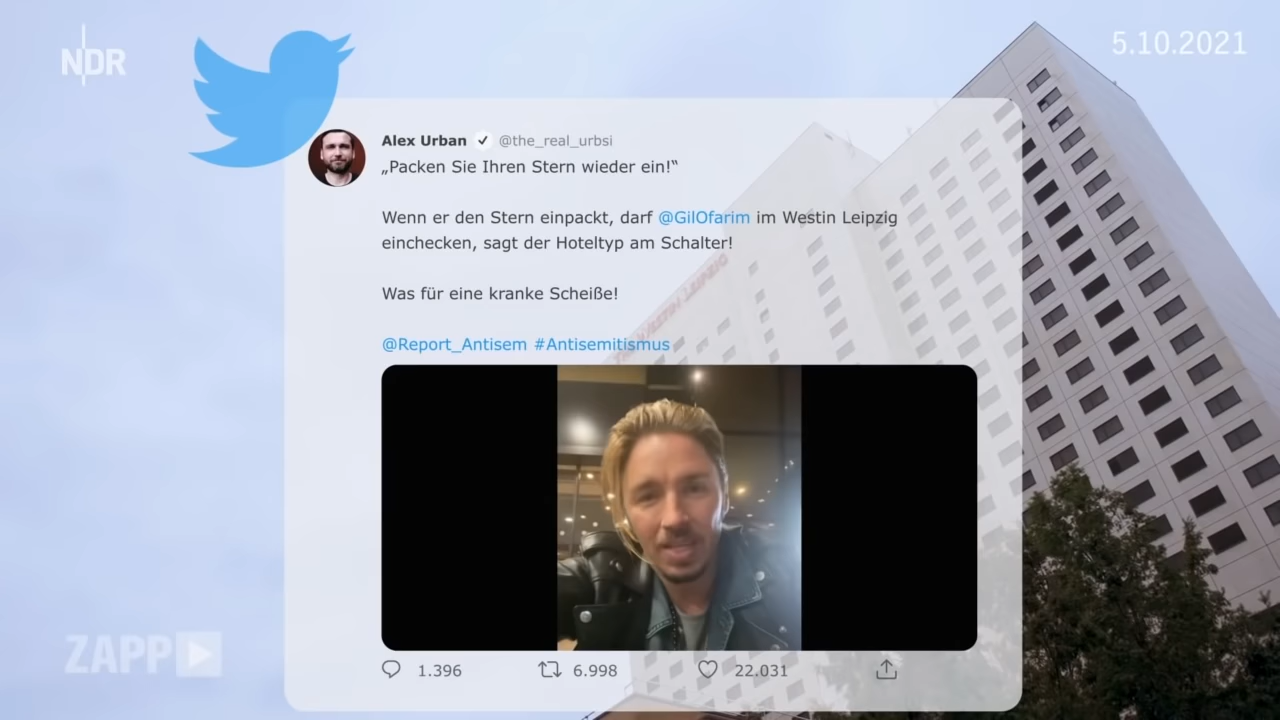 NDR
5.10.2021
Alex Urban @the_real_urbsi
„Packen Sie Ihren Stern wieder ein!“
Wenn er den Stern einpackt, darf @GilOfarim im Westin Leipzig
einchecken, sagt der Hoteltyp am Schalter!
Was für eine kranke Scheiße!
@Report_Antisem #Antisemitismus
1.396 6.998 22.031
ZAPP